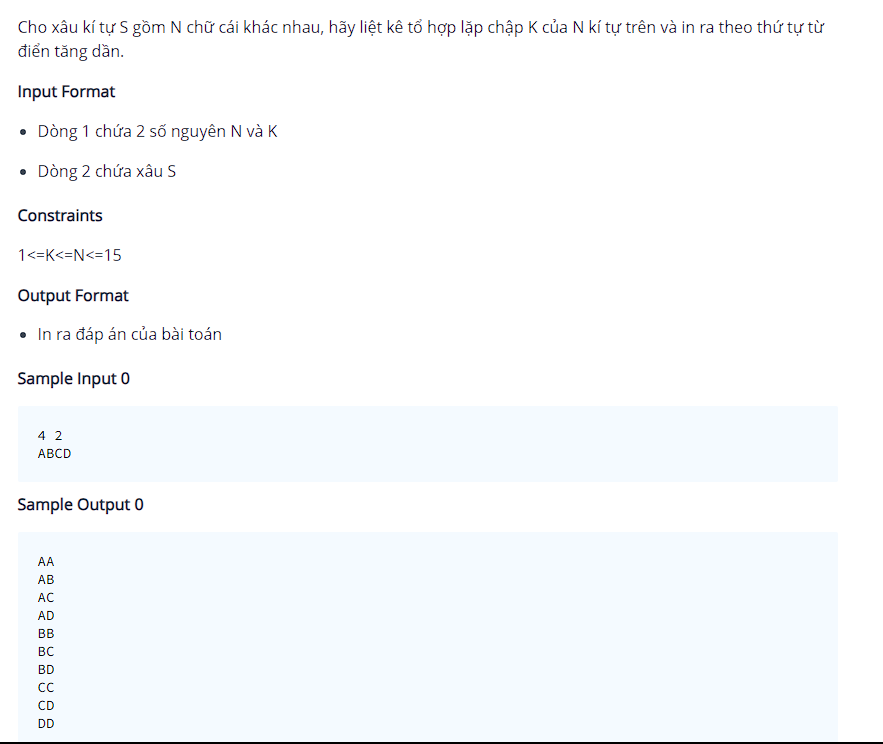 Cho xâu kí tự S gồm N chữ cái khác nhau, hãy liệt kê tổ hợp lặp chập K của N kí tự trên và in ra theo thứ tự từ
điển tăng dần.
Input Format
• Dòng 1 chứa 2 số nguyên N và K
• Dòng 2 chứa xâu S
Constraints
1<=K<=N<=15
Output Format
• In ra đáp án của bài toán
Sample Input 0
4 2
ABCD
Sample Output 0
AA
AB
AC
AD
BB
BC
BD
CC
CD
DD